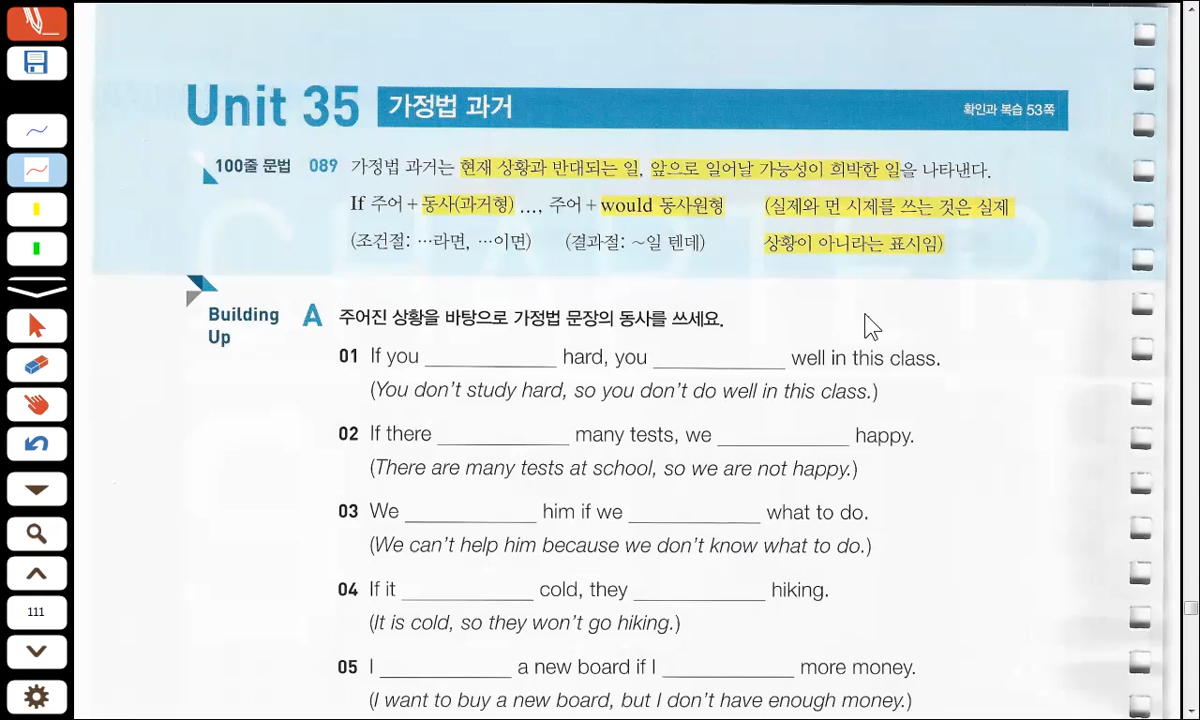 Unit 35 가정법 과거 확인과 복습 53쪽
100줄 문법 089 가정법 과거는 현재 상황과 반대되는 일, 앞으로 일어날 가능성이 희박한 일을 나타낸다.
If 주어 + 동사(과거형) …, 주어 + would 동사원형 (실제와 먼 시제를 쓰는 것은 실제
(조건절: …라면, …이면) (결과절: ~일 텐데) 상황이 아니라는 표시임)
Building Up A 주어진 상황을 바탕으로 가정법 문장의 동사를 쓰세요.
01 If you ____________ hard, you ____________ well in this class.
(You don't study hard, so you don't do well in this class.)
02 If there ____________ many tests, we ____________ happy.
(There are many tests at school, so we are not happy.)
03 We ____________ him if we ____________ what to do.
(We can't help him because we don't know what to do.)
04 If it ____________ cold, they ____________ hiking.
(It is cold, so they won't go hiking.)
05 I ____________ a new board if I ____________ more money.
(I want to buy a new board, but I don't have enough money.)
111